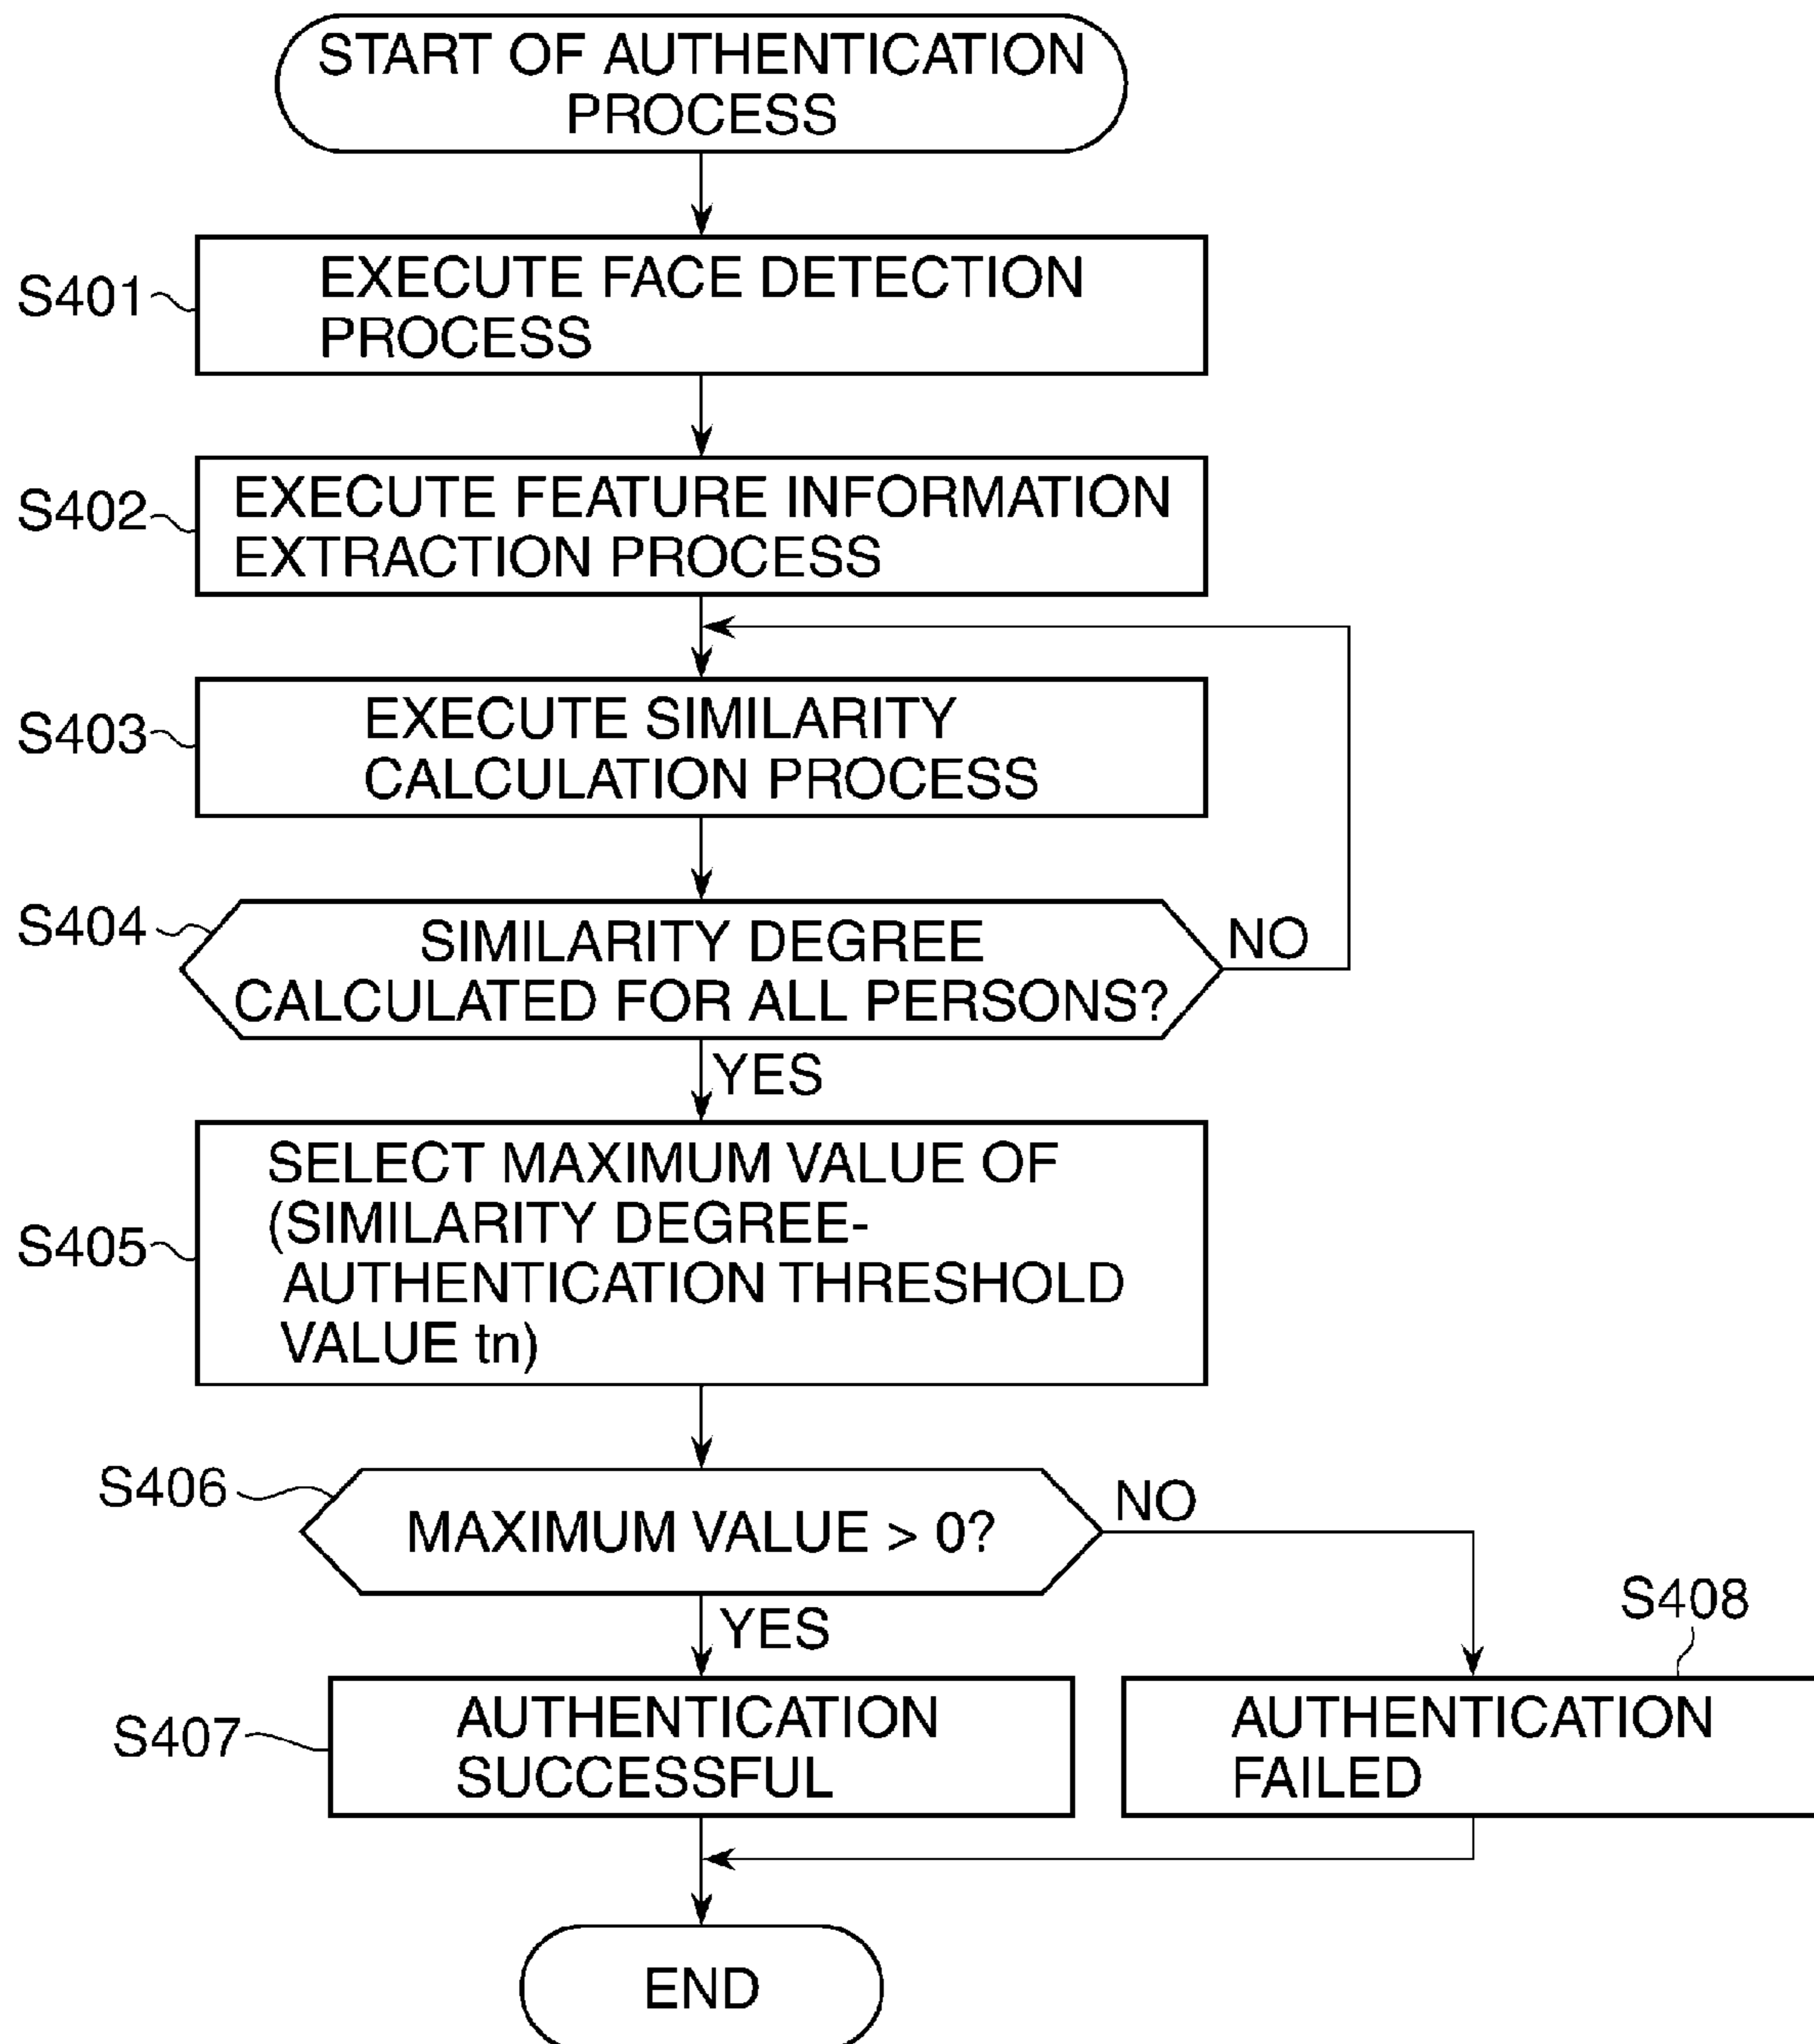 START OF AUTHENTICATION
PROCESS
S401
EXECUTE FACE DETECTION
PROCESS
S402
EXECUTE FEATURE INFORMATION
EXTRACTION PROCESS
S403
EXECUTE SIMILARITY
CALCULATION PROCESS
S404
SIMILARITY DEGREE
CALCULATED FOR ALL PERSONS?
NO
YES
S405
SELECT MAXIMUM VALUE OF
(SIMILARITY DEGREE-
AUTHENTICATION THRESHOLD
VALUE tn)
S406
MAXIMUM VALUE > 0?
NO
YES
S407
AUTHENTICATION
SUCCESSFUL
S408
AUTHENTICATION
FAILED
END